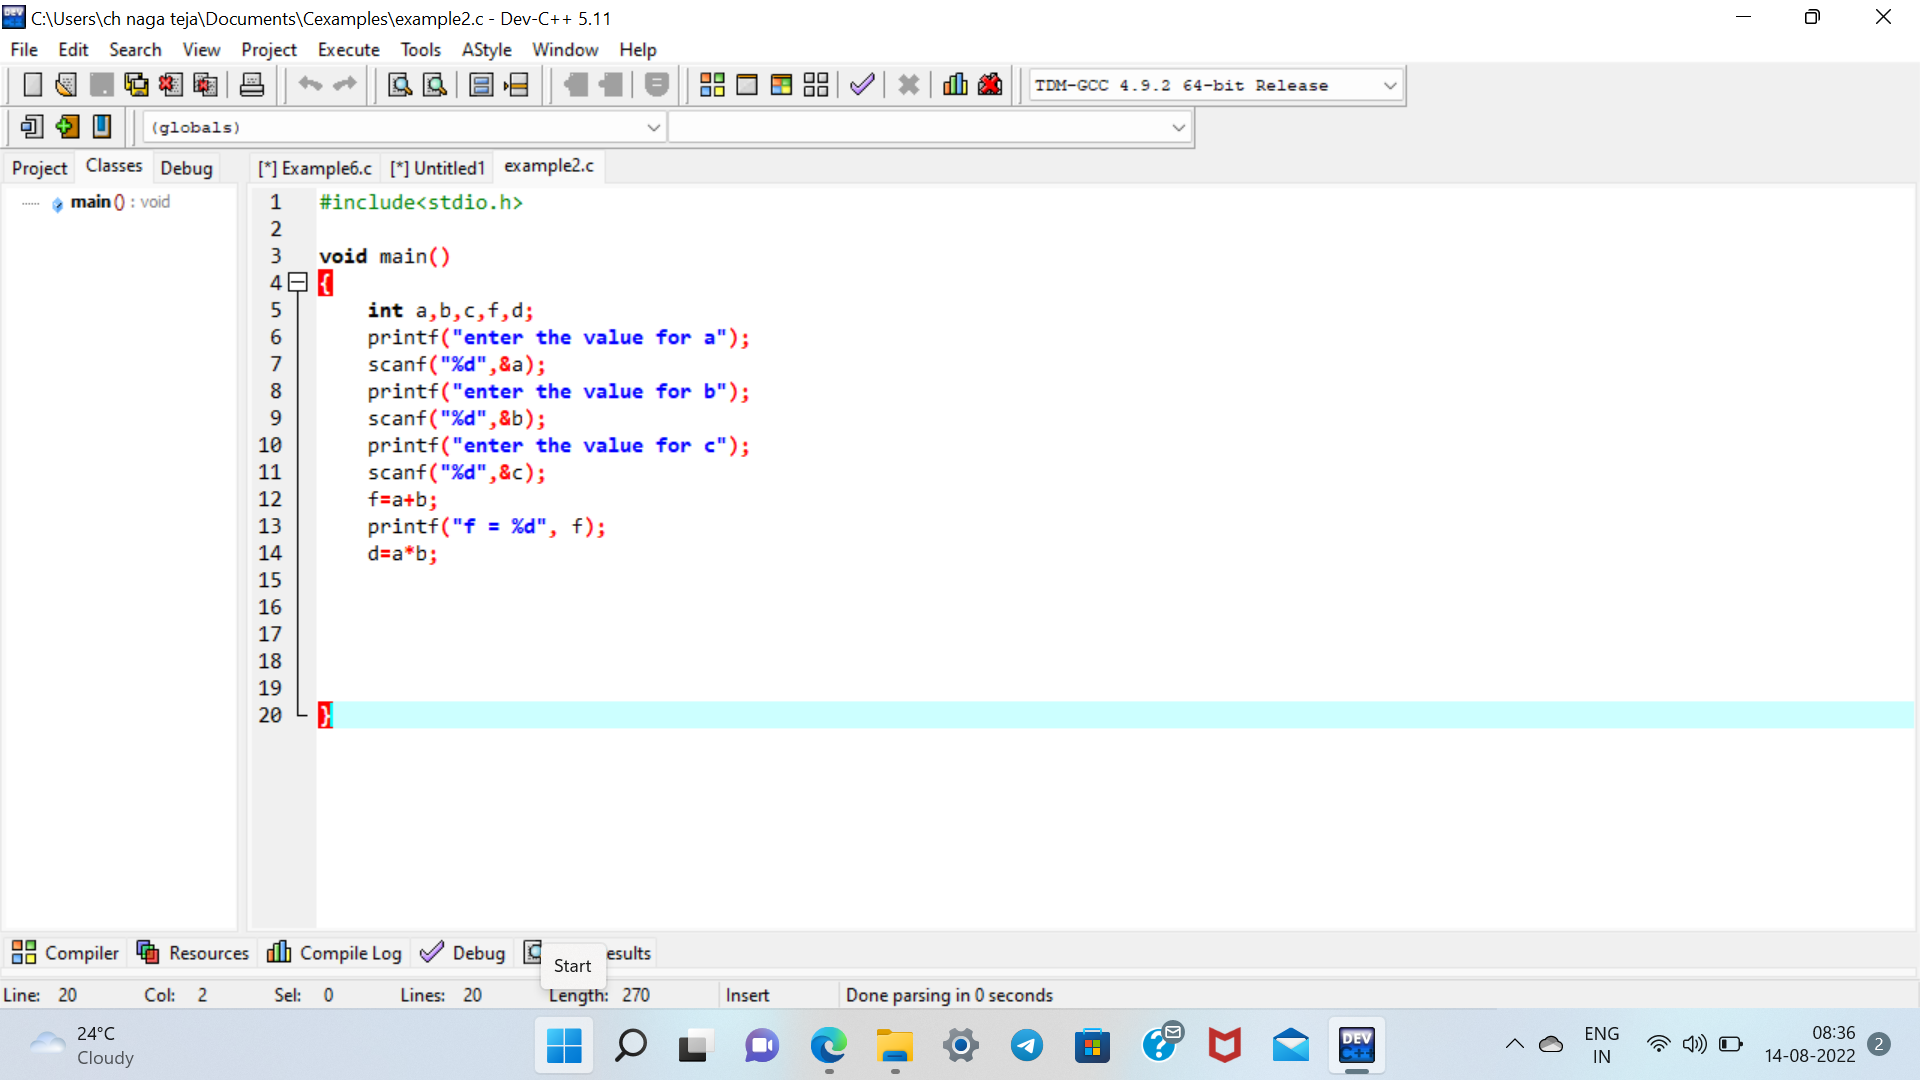 C:\Users\ch naga teja\Documents\Cexamples\example2.c - Dev-C++ 5.11
File Edit Search View Project Execute Tools AStyle Window Help
TDM-GCC 4.9.2 64-bit Release
(globals)
Project Classes Debug [*] Example6.c [*] Untitled1 example2.c
main () : void
1 #include<stdio.h>
2
3 void main()
4 {
5 int a,b,c,f,d;
6 printf("enter the value for a");
7 scanf("%d",&a);
8 printf("enter the value for b");
9 scanf("%d",&b);
10 printf("enter the value for c");
11 scanf("%d",&c);
12 f=a+b;
13 printf("f = %d", f);
14 d=a*b;
15
16
17
18
19
20 }
Compiler Resources Compile Log Debug esults
Start
Line: 20 Col: 2 Sel: 0 Lines: 20 Length: 270 Insert Done parsing in 0 seconds
24°C
Cloudy
DEV
C++
ENG
IN
08:36
14-08-2022
2